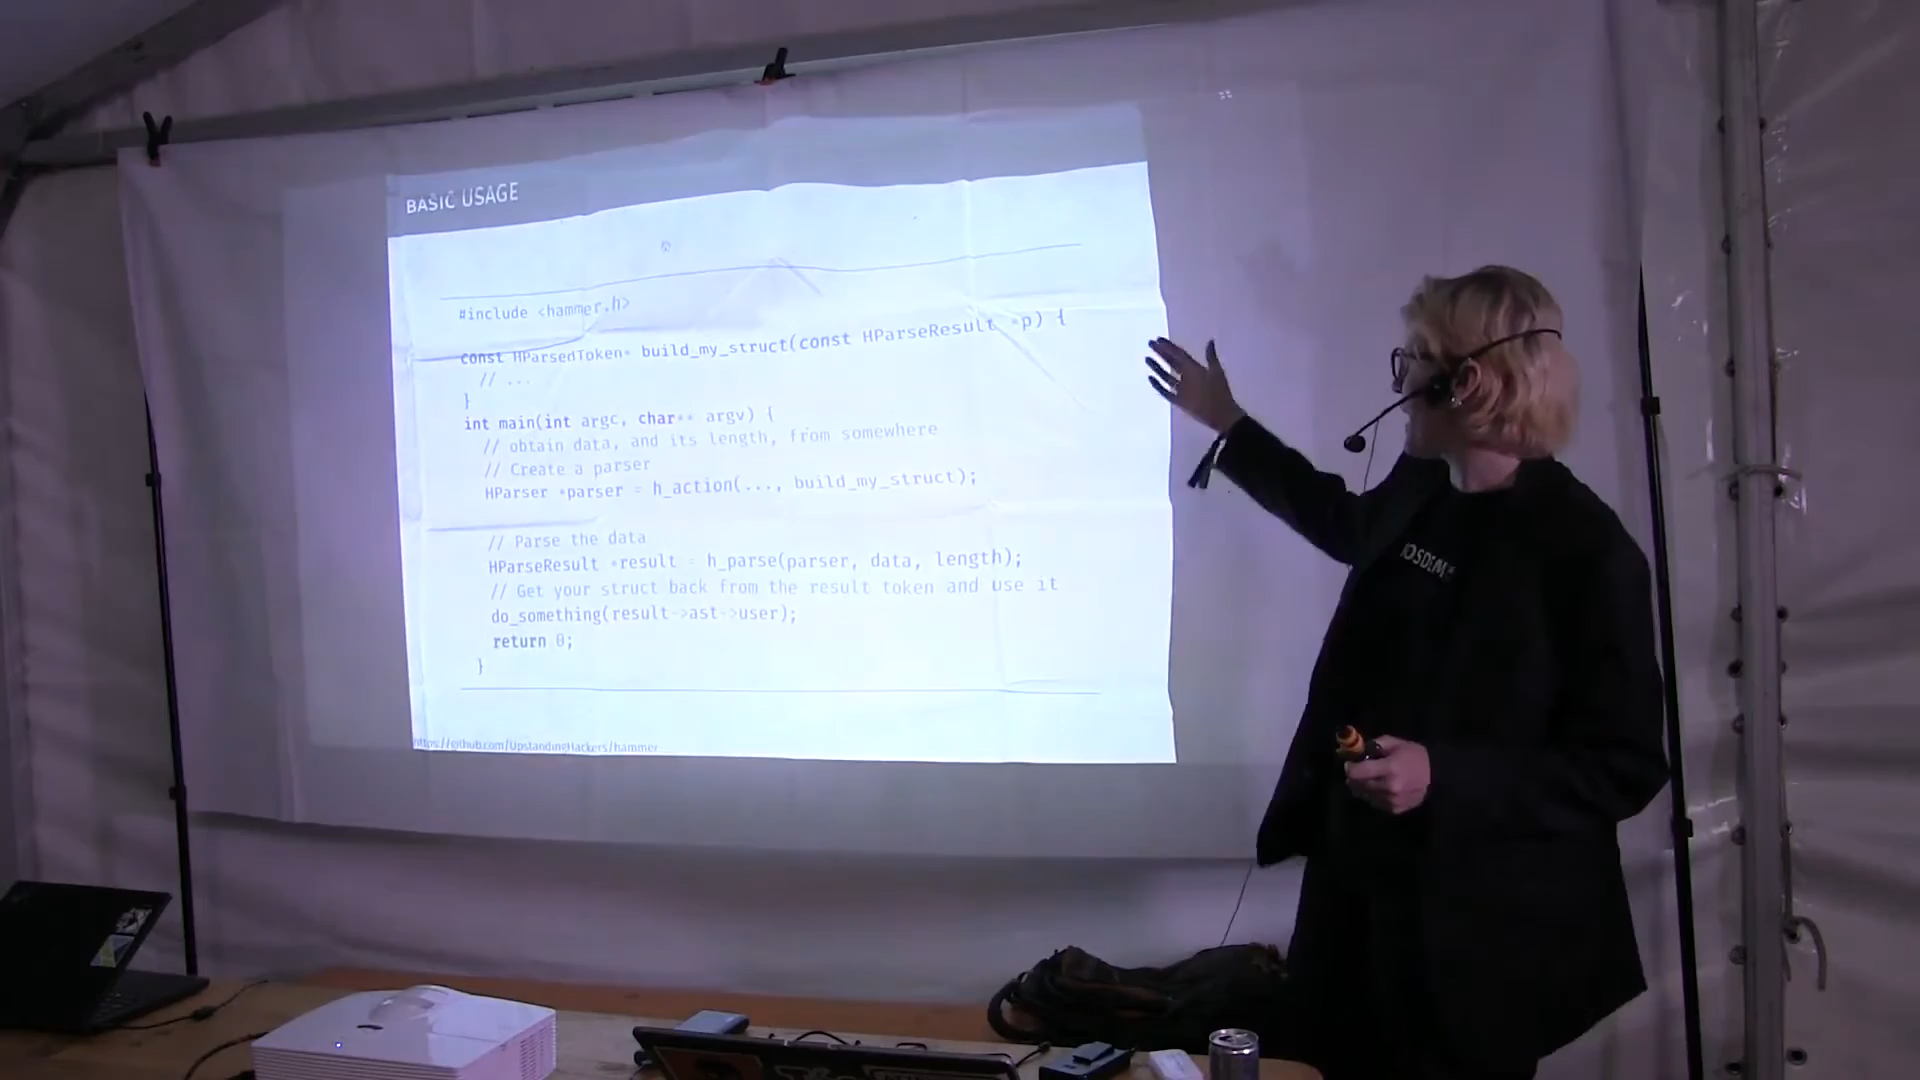 BASIC USAGE
#include <hammer.h>
const HParsedToken* build_my_struct(const HParseResult *p) {
// ...
}
int main(int argc, char** argv) {
// obtain data, and its length, from somewhere
// Create a parser
HParser *parser = h_action(..., build_my_struct);
// Parse the data
HParseResult *result = h_parse(parser, data, length);
// Get your struct back from the result token and use it
do_something(result->ast->user);
return 0;
}
https://github.com/UpstandingHackers/hammer